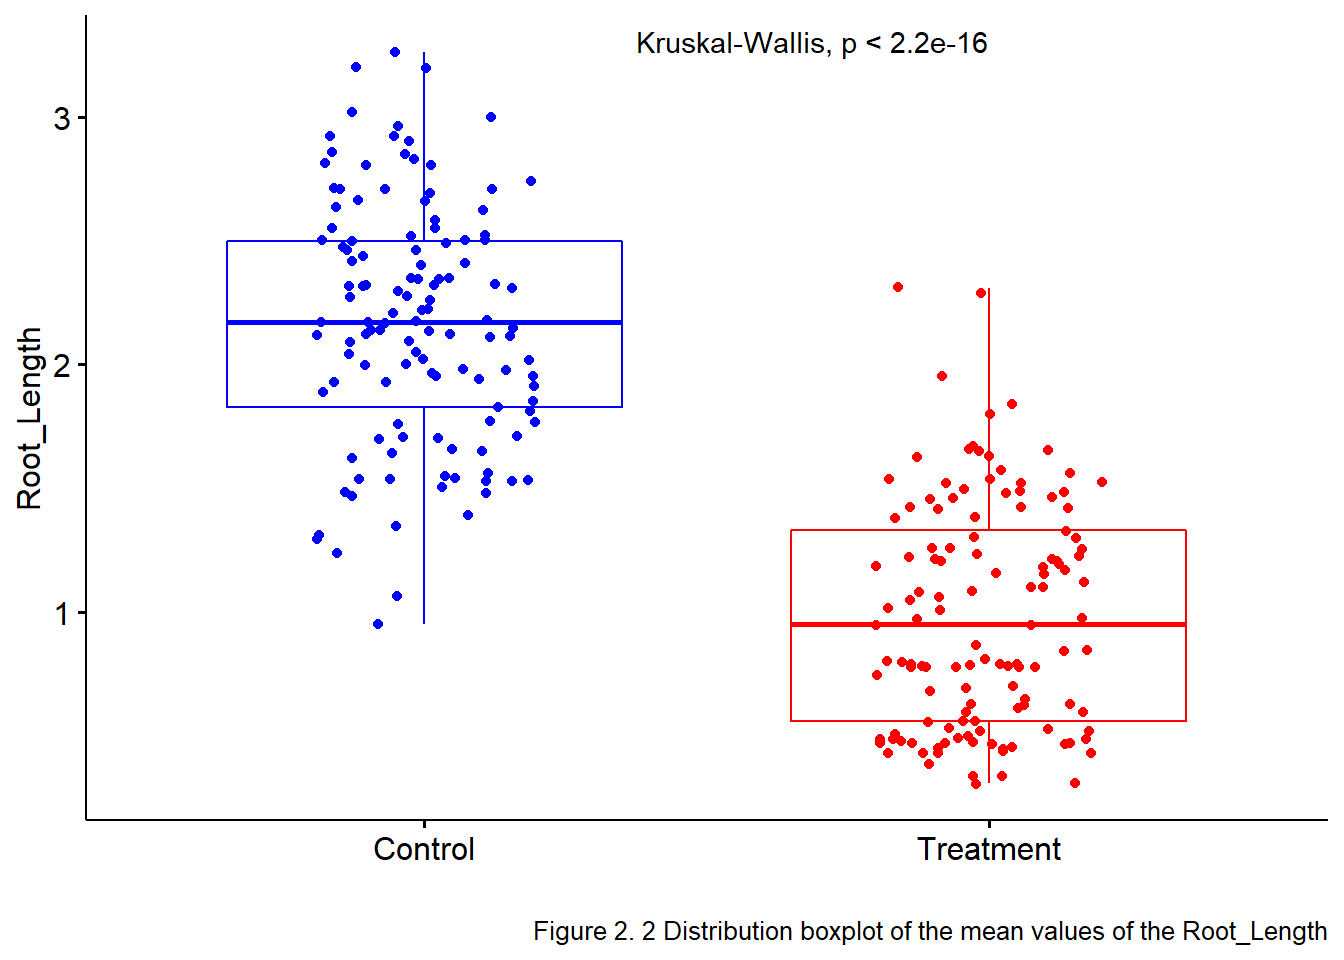 Kruskal-Wallis, p < 2.2e-16
3
2
1
Root_Length
Control
Treatment
Figure 2. 2 Distribution boxplot of the mean values of the Root_Length